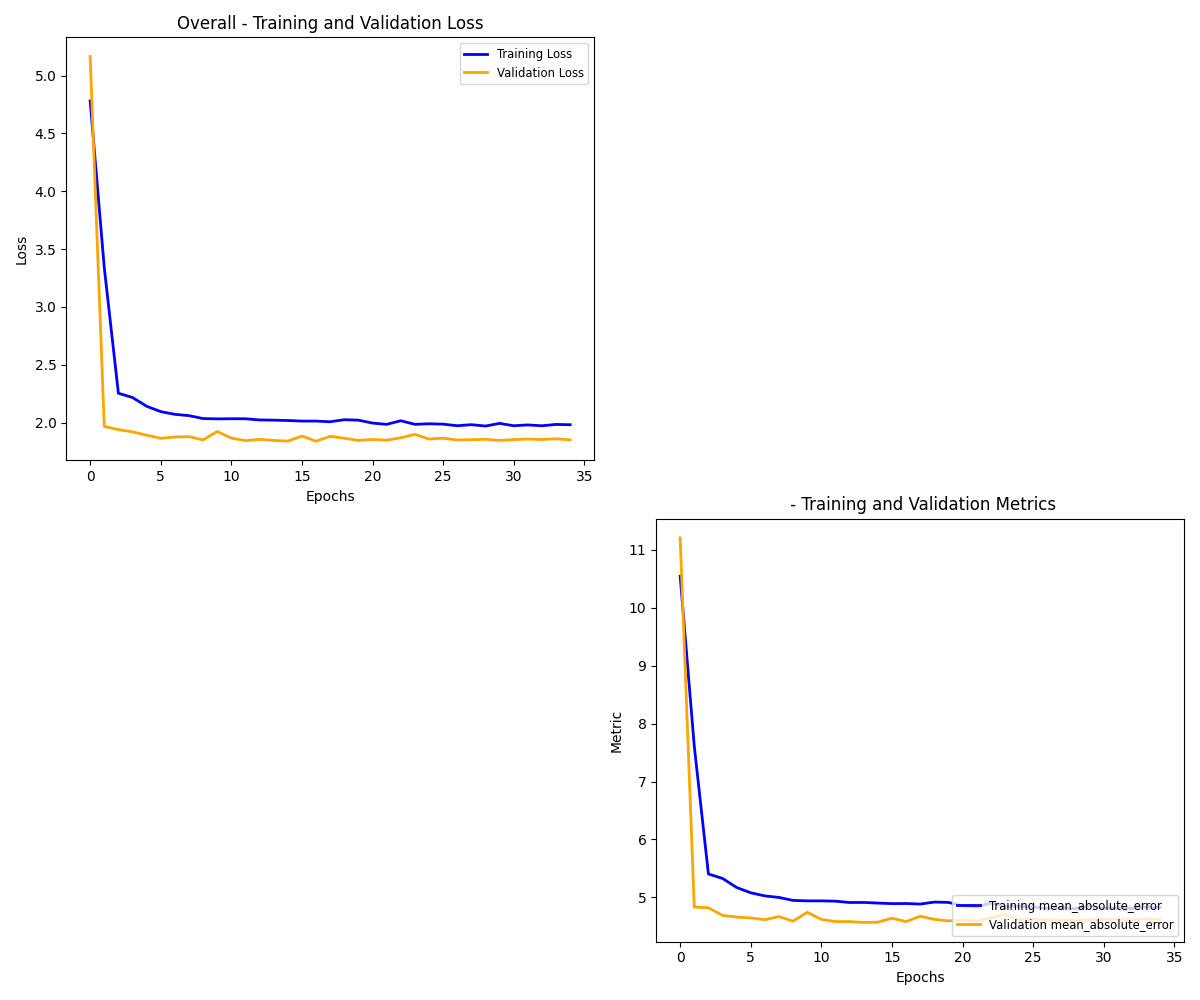 Overall - Training and Validation Loss
Training Loss
Validation Loss
5.0
4.5
4.0
3.5
3.0
2.5
2.0
Loss
0 5 10 15 20 25 30 35
Epochs
- Training and Validation Metrics
11
10
9
8
7
6
5
Metric
Training mean_absolute_error
Validation mean_absolute_error
0 5 10 15 20 25 30 35
Epochs